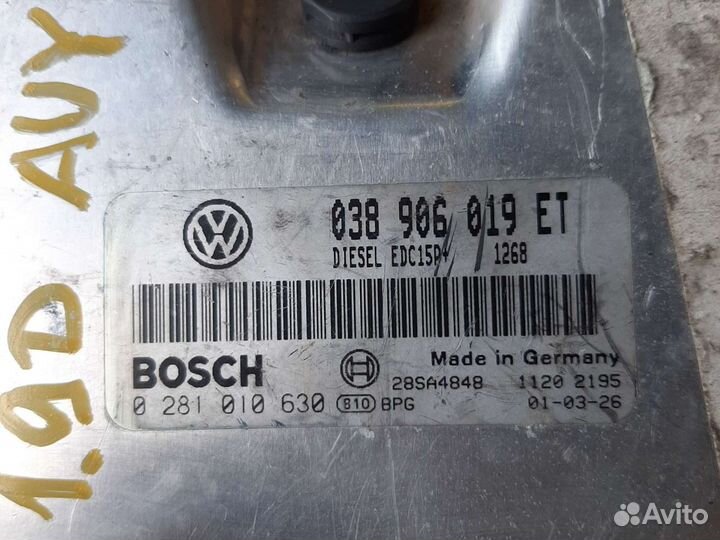 1.9D AUY
038 906 019 ET
DIESEL EDC15P+ 1268
BOSCH
Made in Germany
28SA4848 1120 2195
0 281 010 630 B10 BPG 01-03-26
Avito